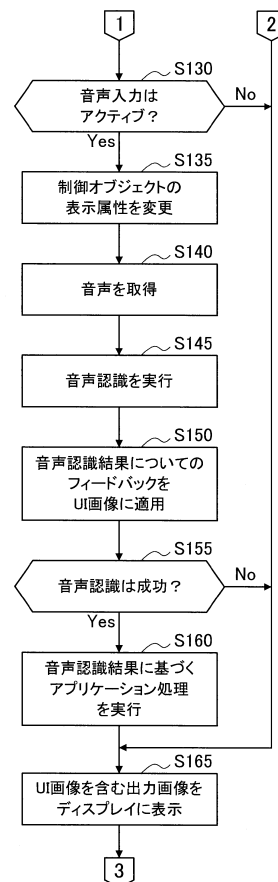 1
2
S130
音声入力は
アクティブ?
No
Yes
S135
制御オブジェクトの
表示属性を変更
S140
音声を取得
S145
音声認識を実行
S150
音声認識結果についての
フィードバックを
UI画像に適用
S155
音声認識は成功?
No
Yes
S160
音声認識結果に基づく
アプリケーション処理
を実行
S165
UI画像を含む出力画像を
ディスプレイに表示
3